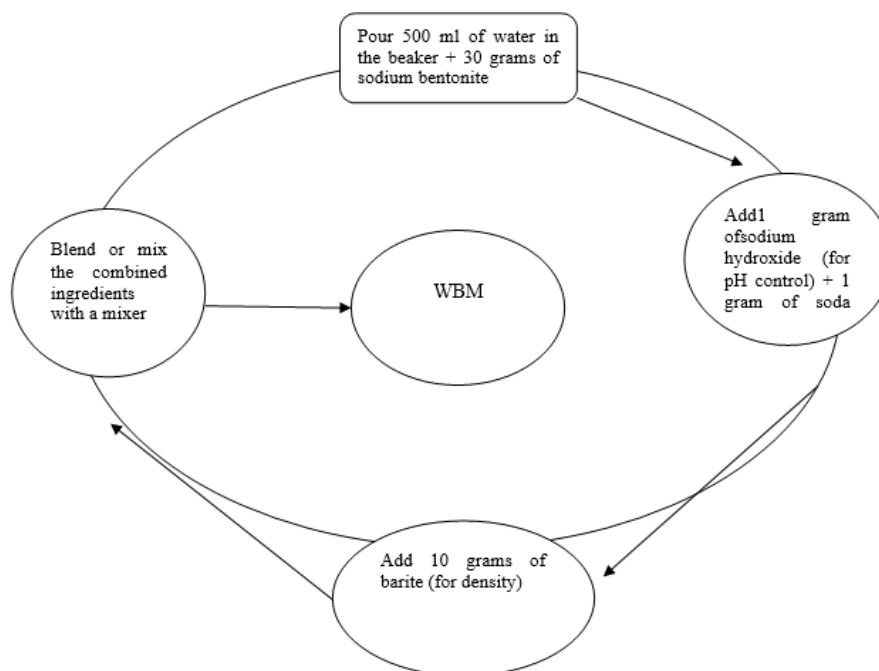 Pour 500 ml of water in
the beaker + 30 grams of
sodium bentonite
Add1 gram
ofsodium
hydroxide (for
pH control) + 1
gram of soda
Blend or mix
the combined
ingredients
with a mixer
WBM
Add 10 grams of
barite (for density)